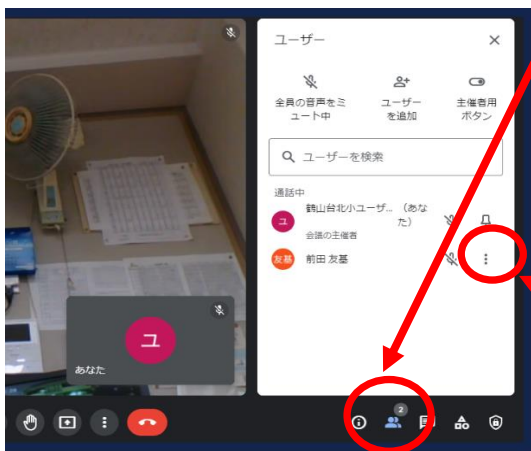 ユーザー
全員の音声をミ
ュート中
ユーザー
を追加
主催者用
ボタン
ユーザーを検索
通話中
ユ
鶴山台北小ユーザ... （あな
た）
会議の主催者
友基
前田 友基
ユ
あなた
2